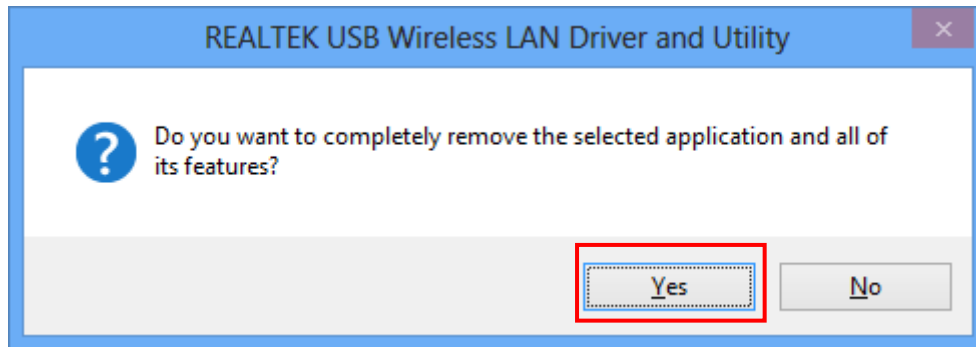 REALTEK USB Wireless LAN Driver and Utility
Do you want to completely remove the selected application and all of
its features?
Yes
No